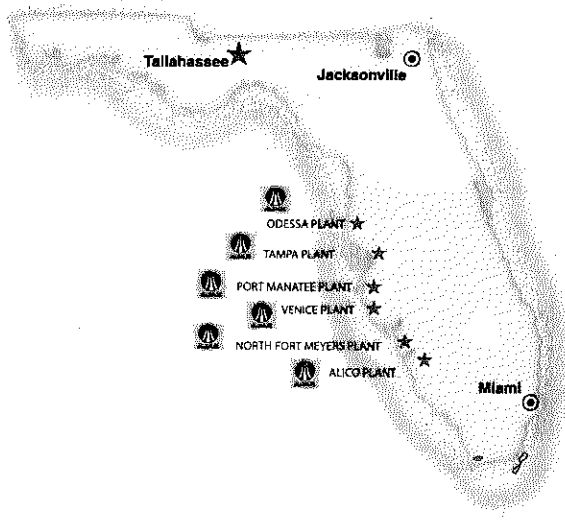 Tallahassee
Jacksonville
ODESSA PLANT
TAMPA PLANT
PORT MANATEE PLANT
VENICE PLANT
NORTH FORT MEYERS PLANT
ALICO PLANT
Miami